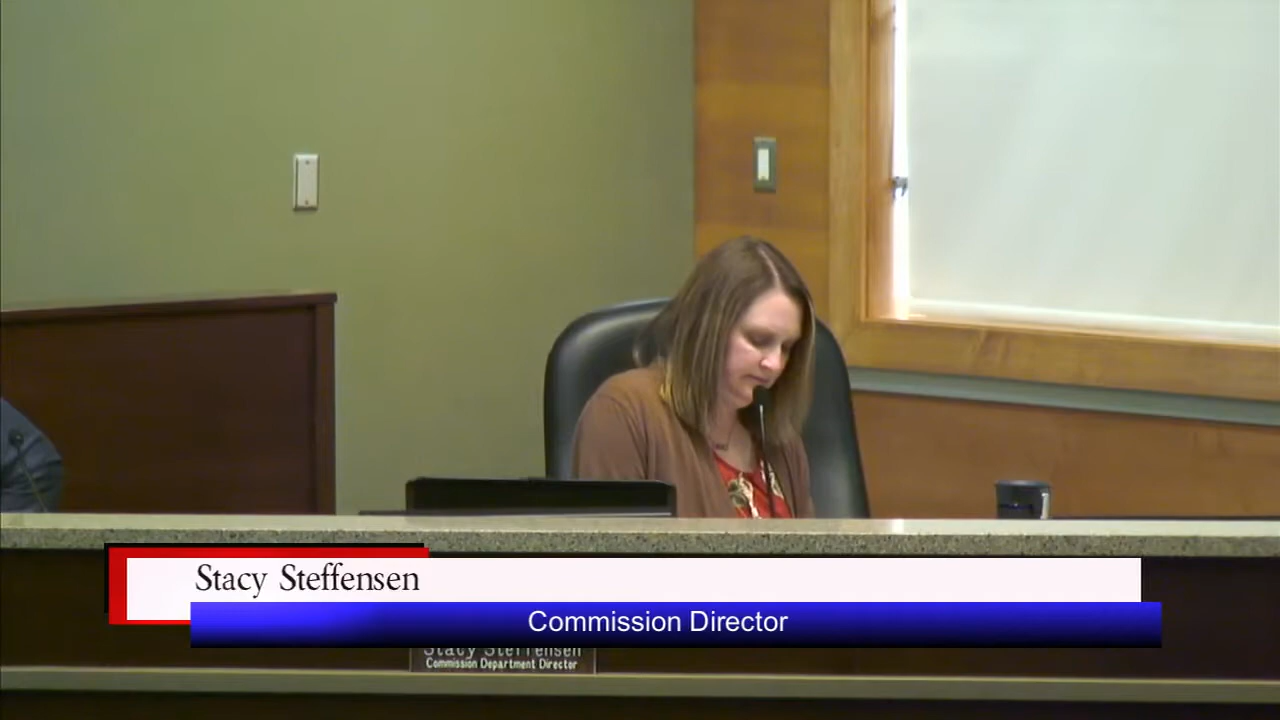 Stacy Steffensen
Commission Director
Stacy Steffensen
Commission Department Director